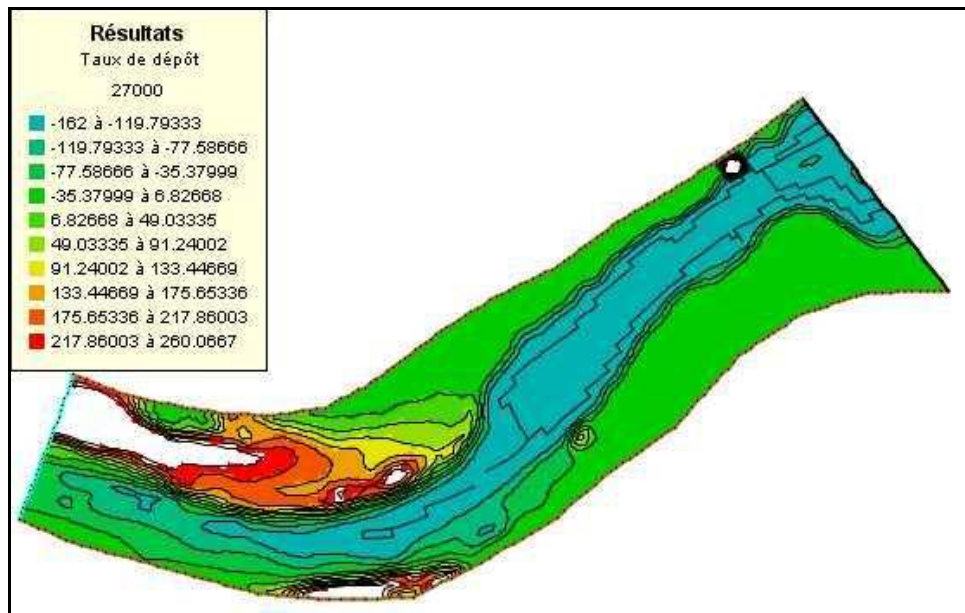 Résultats
Taux de dépôt
27000
-162 à -119.79333
-119.79333 à -77.58666
-77.58666 à -35.37999
-35.37999 à 6.82668
6.82668 à 49.03335
49.03335 à 91.24002
91.24002 à 133.44669
133.44669 à 175.65336
175.65336 à 217.86003
217.86003 à 260.0667